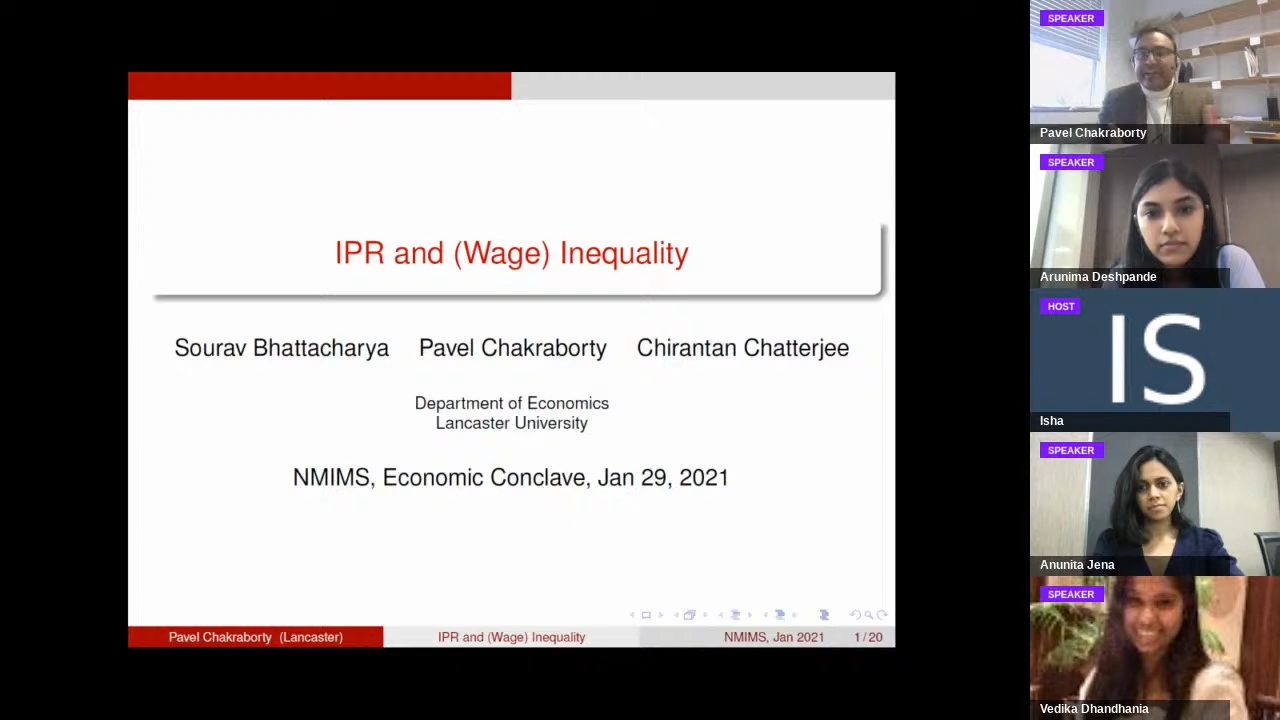 IPR and (Wage) Inequality
Sourav Bhattacharya Pavel Chakraborty Chirantan Chatterjee
Department of Economics
Lancaster University
NMIMS, Economic Conclave, Jan 29, 2021
Pavel Chakraborty (Lancaster) IPR and (Wage) Inequality NMIMS, Jan 2021 1 / 20
SPEAKER
Pavel Chakraborty
SPEAKER
Arunima Deshpande
HOST
IS
Isha
SPEAKER
Anunita Jena
SPEAKER
Vedika Dhandhania